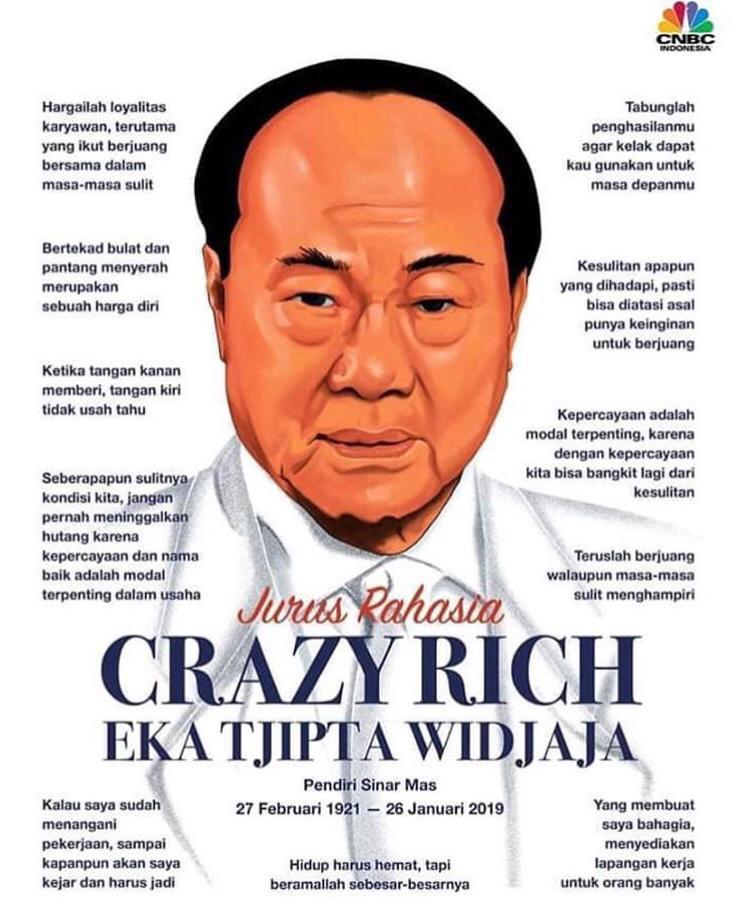 CNBC
INDONESIA
Hargailah loyalitas
karyawan, terutama
yang ikut berjuang
bersama dalam
masa-masa sulit
Tabunglah
penghasilanmu
agar kelak dapat
kau gunakan untuk
masa depanmu
Bertekad bulat dan
pantang menyerah
merupakan
sebuah harga diri
Kesulitan apapun
yang dihadapi, pasti
bisa diatasi asal
punya keinginan
untuk berjuang
Ketika tangan kanan
memberi, tangan kiri
tidak usah tahu
Kepercayaan adalah
modal terpenting, karena
dengan kepercayaan
kita bisa bangkit lagi dari
kesulitan
Seberapapun sulitnya
kondisi kita, jangan
pernah meninggalkan
hutang karena
kepercayaan dan nama
baik adalah modal
terpenting dalam usaha
Teruslah berjuang
walaupun masa-masa
sulit menghampiri
Jurus Rahasia
CRAZY RICH
EKA TJIPTA WIDJAJA
Pendiri Sinar Mas
27 Februari 1921 — 26 Januari 2019
Kalau saya sudah
menangani
pekerjaan, sampai
kapanpun akan saya
kejar dan harus jadi
Hidup harus hemat, tapi
beramallah sebesar-besarnya
Yang membuat
saya bahagia,
menyediakan
lapangan kerja
untuk orang banyak